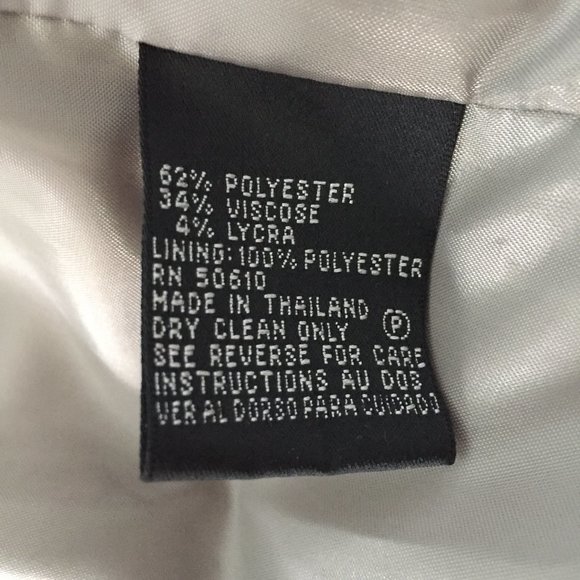 62% POLYESTER
34% VISCOSE
4% LYCRA
LINING: 100% POLYESTER
RN 50610
MADE IN THAILAND
DRY CLEAN ONLY Ⓟ
SEE REVERSE FOR CARE
INSTRUCTIONS AU DOS
VER AL DORSO PARA CUIDADO